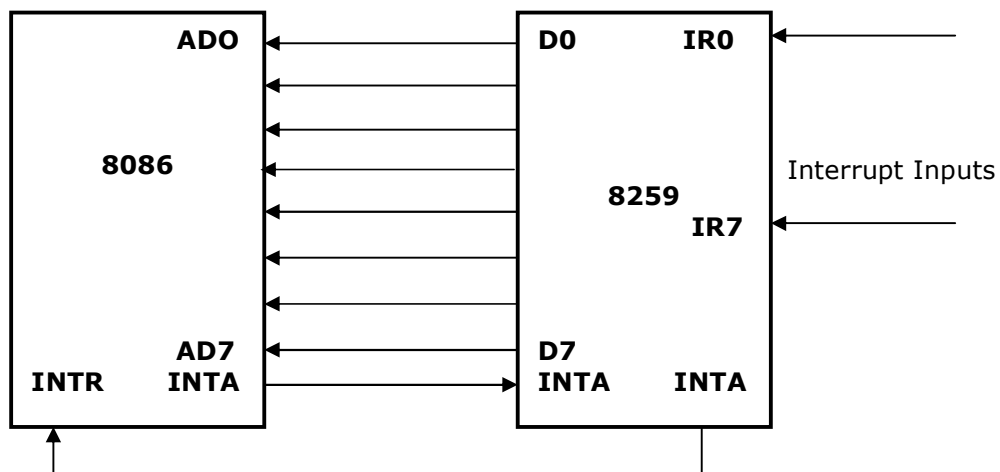 ADO D0 IR0
8086 Interrupt Inputs
8259
IR7
AD7 D7
INTR INTA INTA INTA